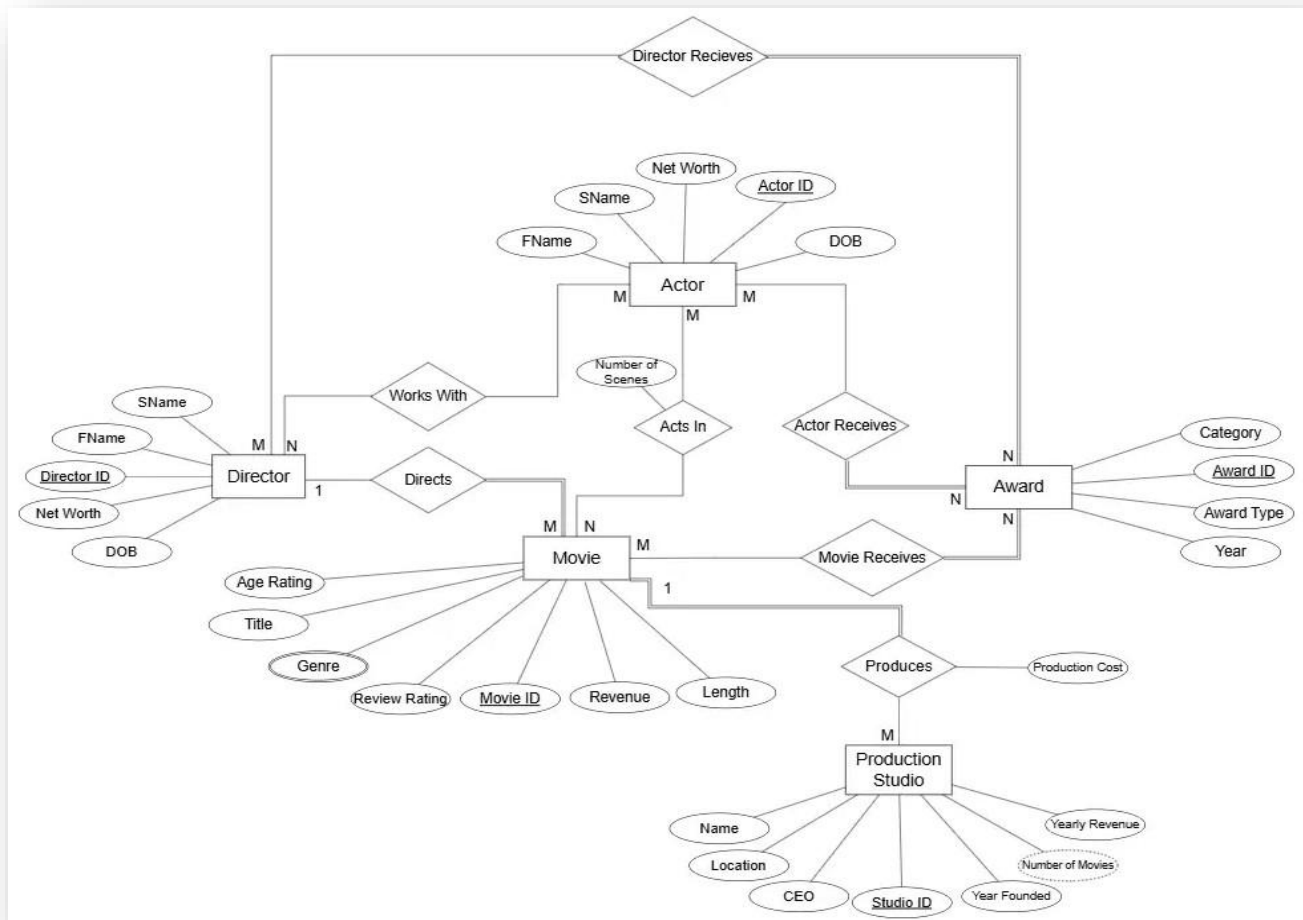 Director Recieves
Net Worth
Actor ID
SName
FName
DOB
Actor
M
M
M
Number of
Scenes
Works With
Acts In
Actor Receives
SName
FName
Director ID
Net Worth
DOB
M
N
Director
1
Directs
Category
Award ID
Award Type
Year
N
Award
N
N
M
N
Movie
M
1
Movie Receives
Age Rating
Title
Genre
Review Rating
Movie ID
Revenue
Length
Produces
Production Cost
M
Production
Studio
Name
Location
CEO
Studio ID
Year Founded
Number of Movies
Yearly Revenue